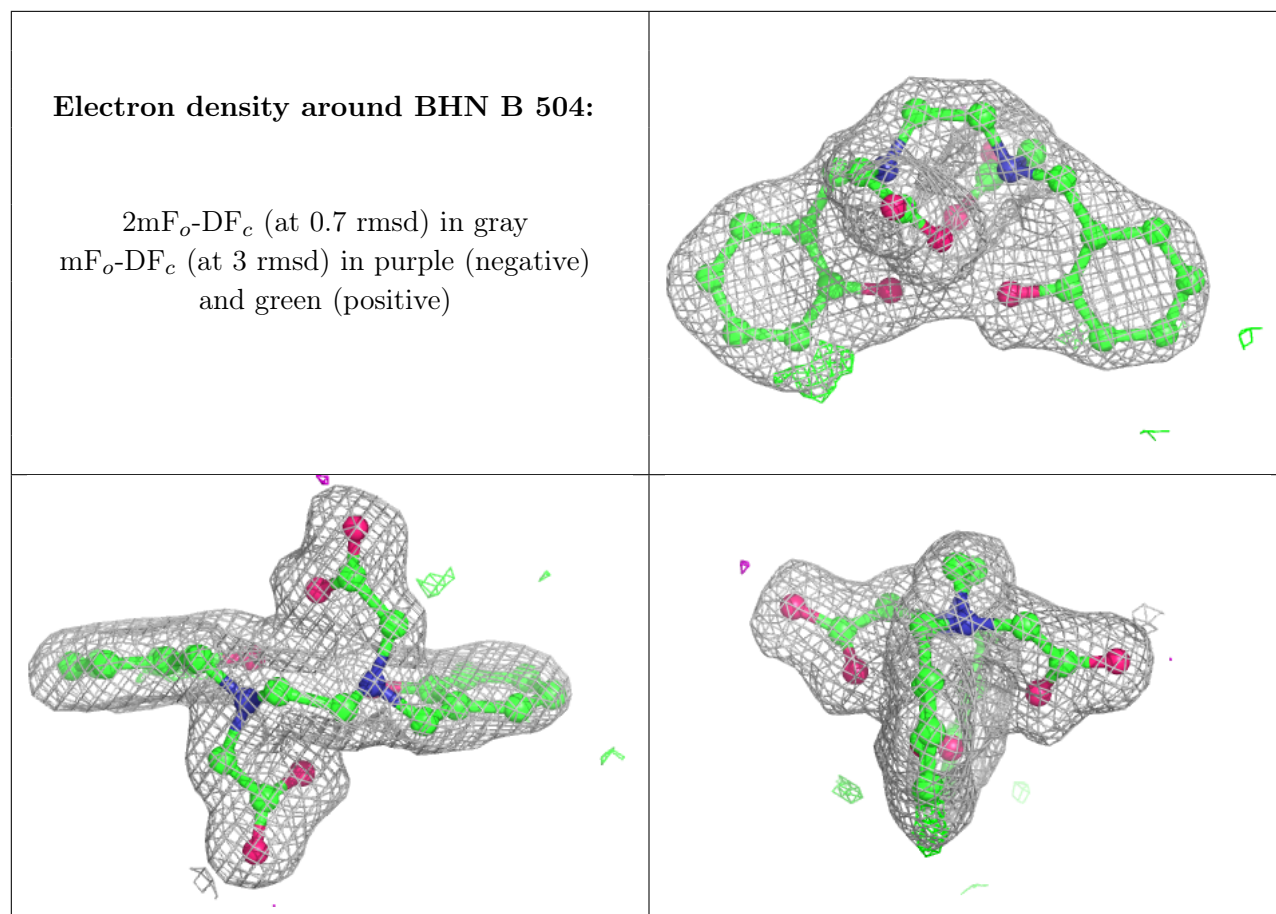 Electron density around BHN B 504:
2mFo-DFc (at 0.7 rmsd) in gray
mFo-DFc (at 3 rmsd) in purple (negative)
and green (positive)